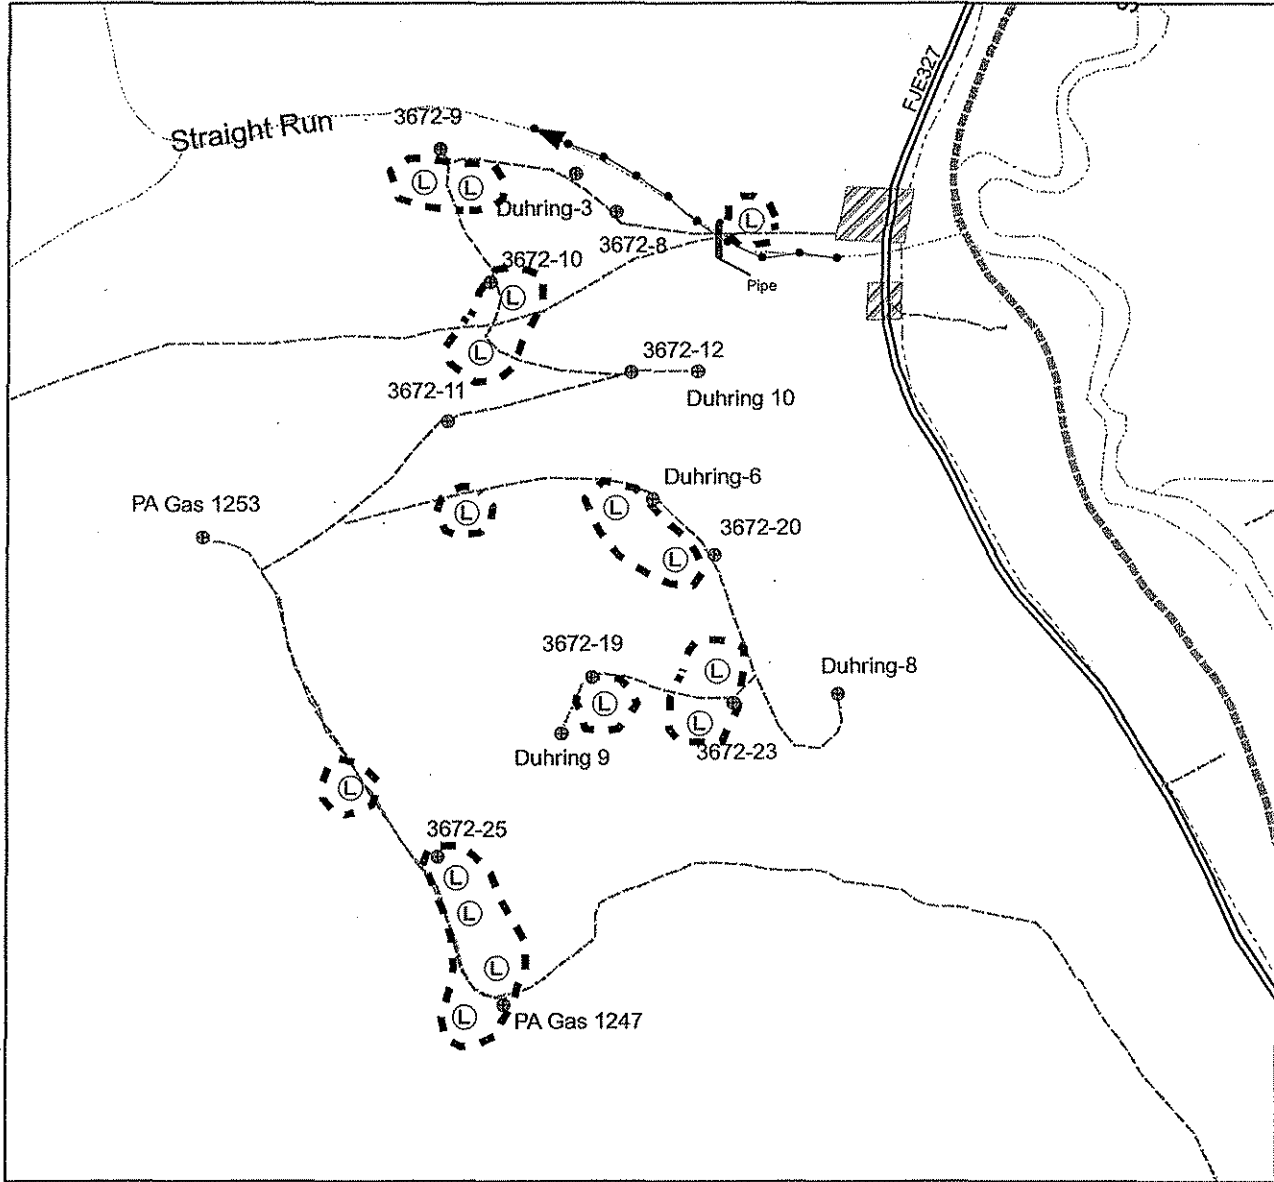 FJE327
3672-9
Straight Run
L
L
L
Duhring-3
3672-8
3672-10
Pipe
L
L
3672-12
3672-11
Duhring 10
Duhring-6
PA Gas 1253
L
L
3672-20
L
3672-19
Duhring-8
L
L
L
Duhring 9
3672-23
L
3672-25
L
L
L
L
PA Gas 1247